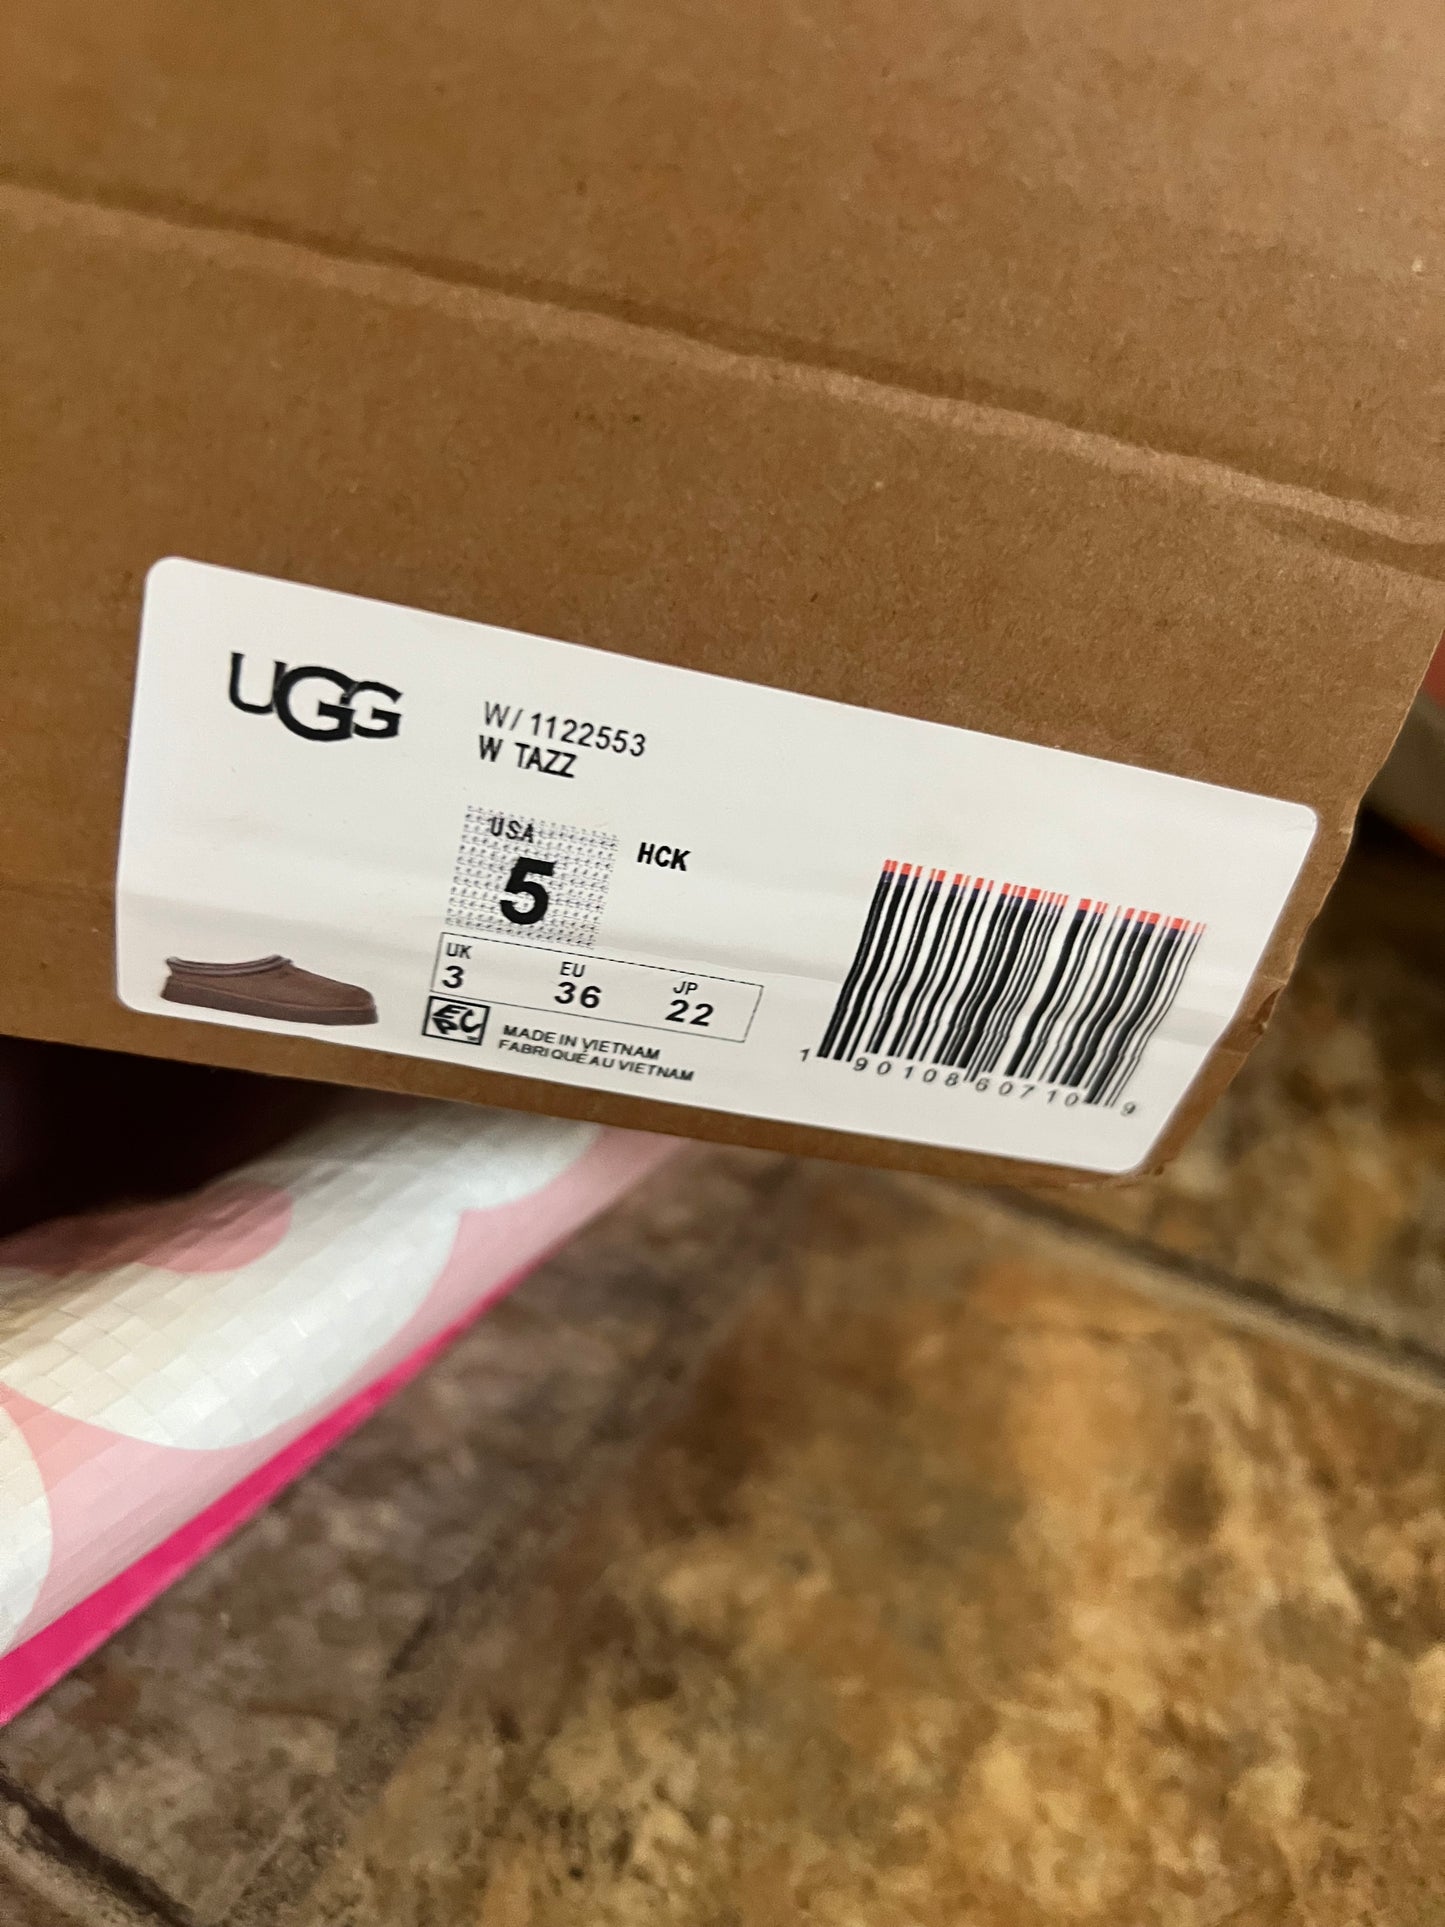 UGG
W/ 1122553
W TAZZ
USA
5
HCK
UK
3
EU
36
JP
22
EPC
MADE IN VIETNAM
FABRIQUÉ AU VIETNAM
1 90108 60710 9